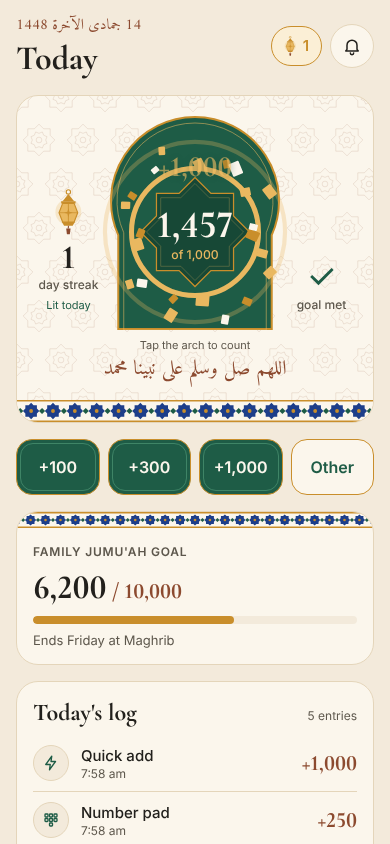 14 جمادى الآخرة 1448
Today
1
+1,000
1,457
of 1,000
1
day streak
Lit today
goal met
Tap the arch to count
اللهم صل وسلم على نبينا محمد
+100
+300
+1,000
Other
FAMILY JUMU'AH GOAL
6,200 / 10,000
Ends Friday at Maghrib
Today's log
5 entries
Quick add
7:58 am
+1,000
Number pad
7:58 am
+250